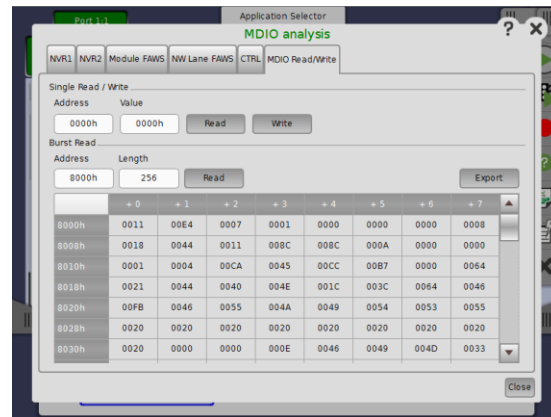 Port 1:1
Application Selector
MDIO analysis
? X
NVR1 NVR2 Module FAWS NW Lane FAWS CTRL MDIO Read/Write
Single Read / Write
Address Value
0000h 0000h Read Write
Burst Read
Address Length
8000h 256 Read Export
+ 0 + 1 + 2 + 3 + 4 + 5 + 6 + 7
8000h 0011 00E4 0007 0001 0000 0000 0000 0008
8008h 0018 0044 0011 008C 008C 000A 0000 0000
8010h 0001 0004 00CA 0045 00CC 00B7 0000 0064
8018h 0021 0044 0040 004E 001C 003C 0064 0046
8020h 00FB 0046 0055 004A 0049 0054 0053 0055
8028h 0020 0020 0020 0020 0020 0020 0020 0020
8030h 0020 0000 0000 000E 0046 0049 004D 0033
Close